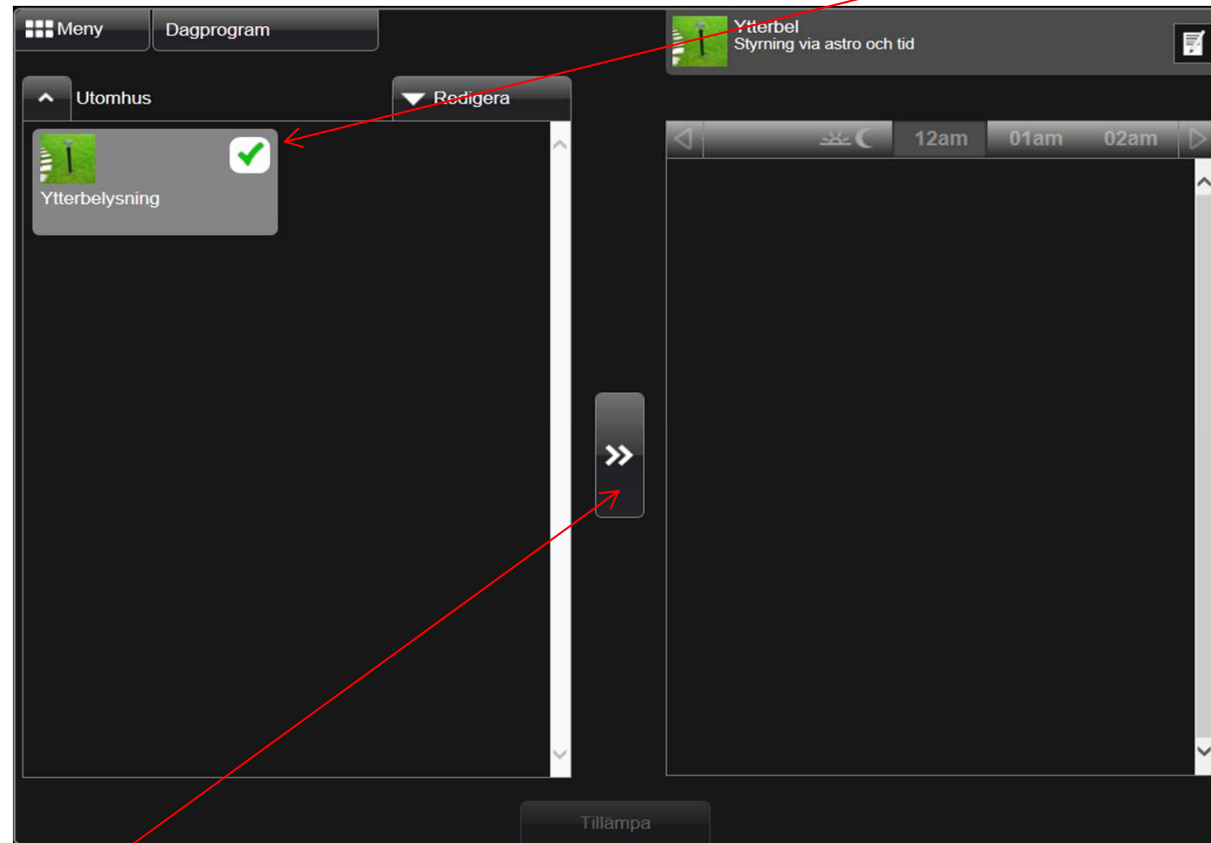 Meny
Dagprogram
Ytterbel
Styrning via astro och tid
Utomhus
Redigera
12am 01am 02am
Ytterbelysning
Tillämpa